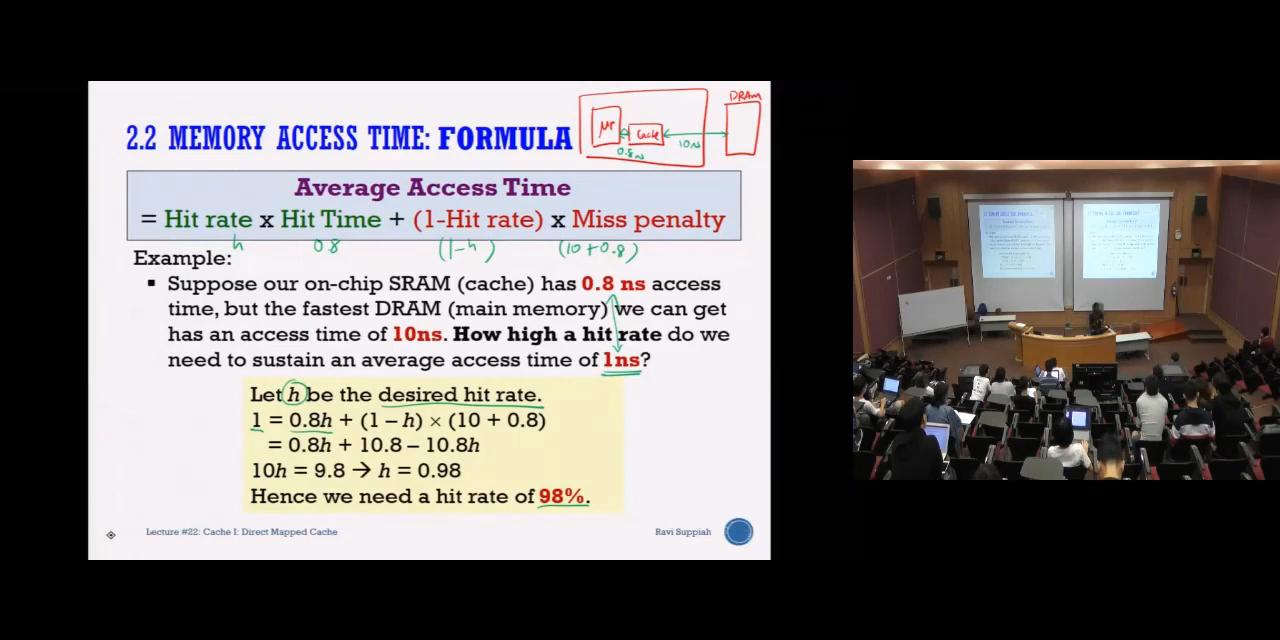 DRAM
μP
Cache
0.8 ns
10 ns
2.2 MEMORY ACCESS TIME: FORMULA
Average Access Time
= Hit rate x Hit Time + (1-Hit rate) x Miss penalty
h 0.8 (1-h) (10+0.8)
Example:
▪ Suppose our on-chip SRAM (cache) has 0.8 ns access
time, but the fastest DRAM (main memory) we can get
has an access time of 10ns. How high a hit rate do we
need to sustain an average access time of 1ns?
Let h be the desired hit rate.
1 = 0.8h + (1 – h) × (10 + 0.8)
= 0.8h + 10.8 – 10.8h
10h = 9.8 → h = 0.98
Hence we need a hit rate of 98%.
Lecture #22: Cache I: Direct Mapped Cache
Ravi Suppiah